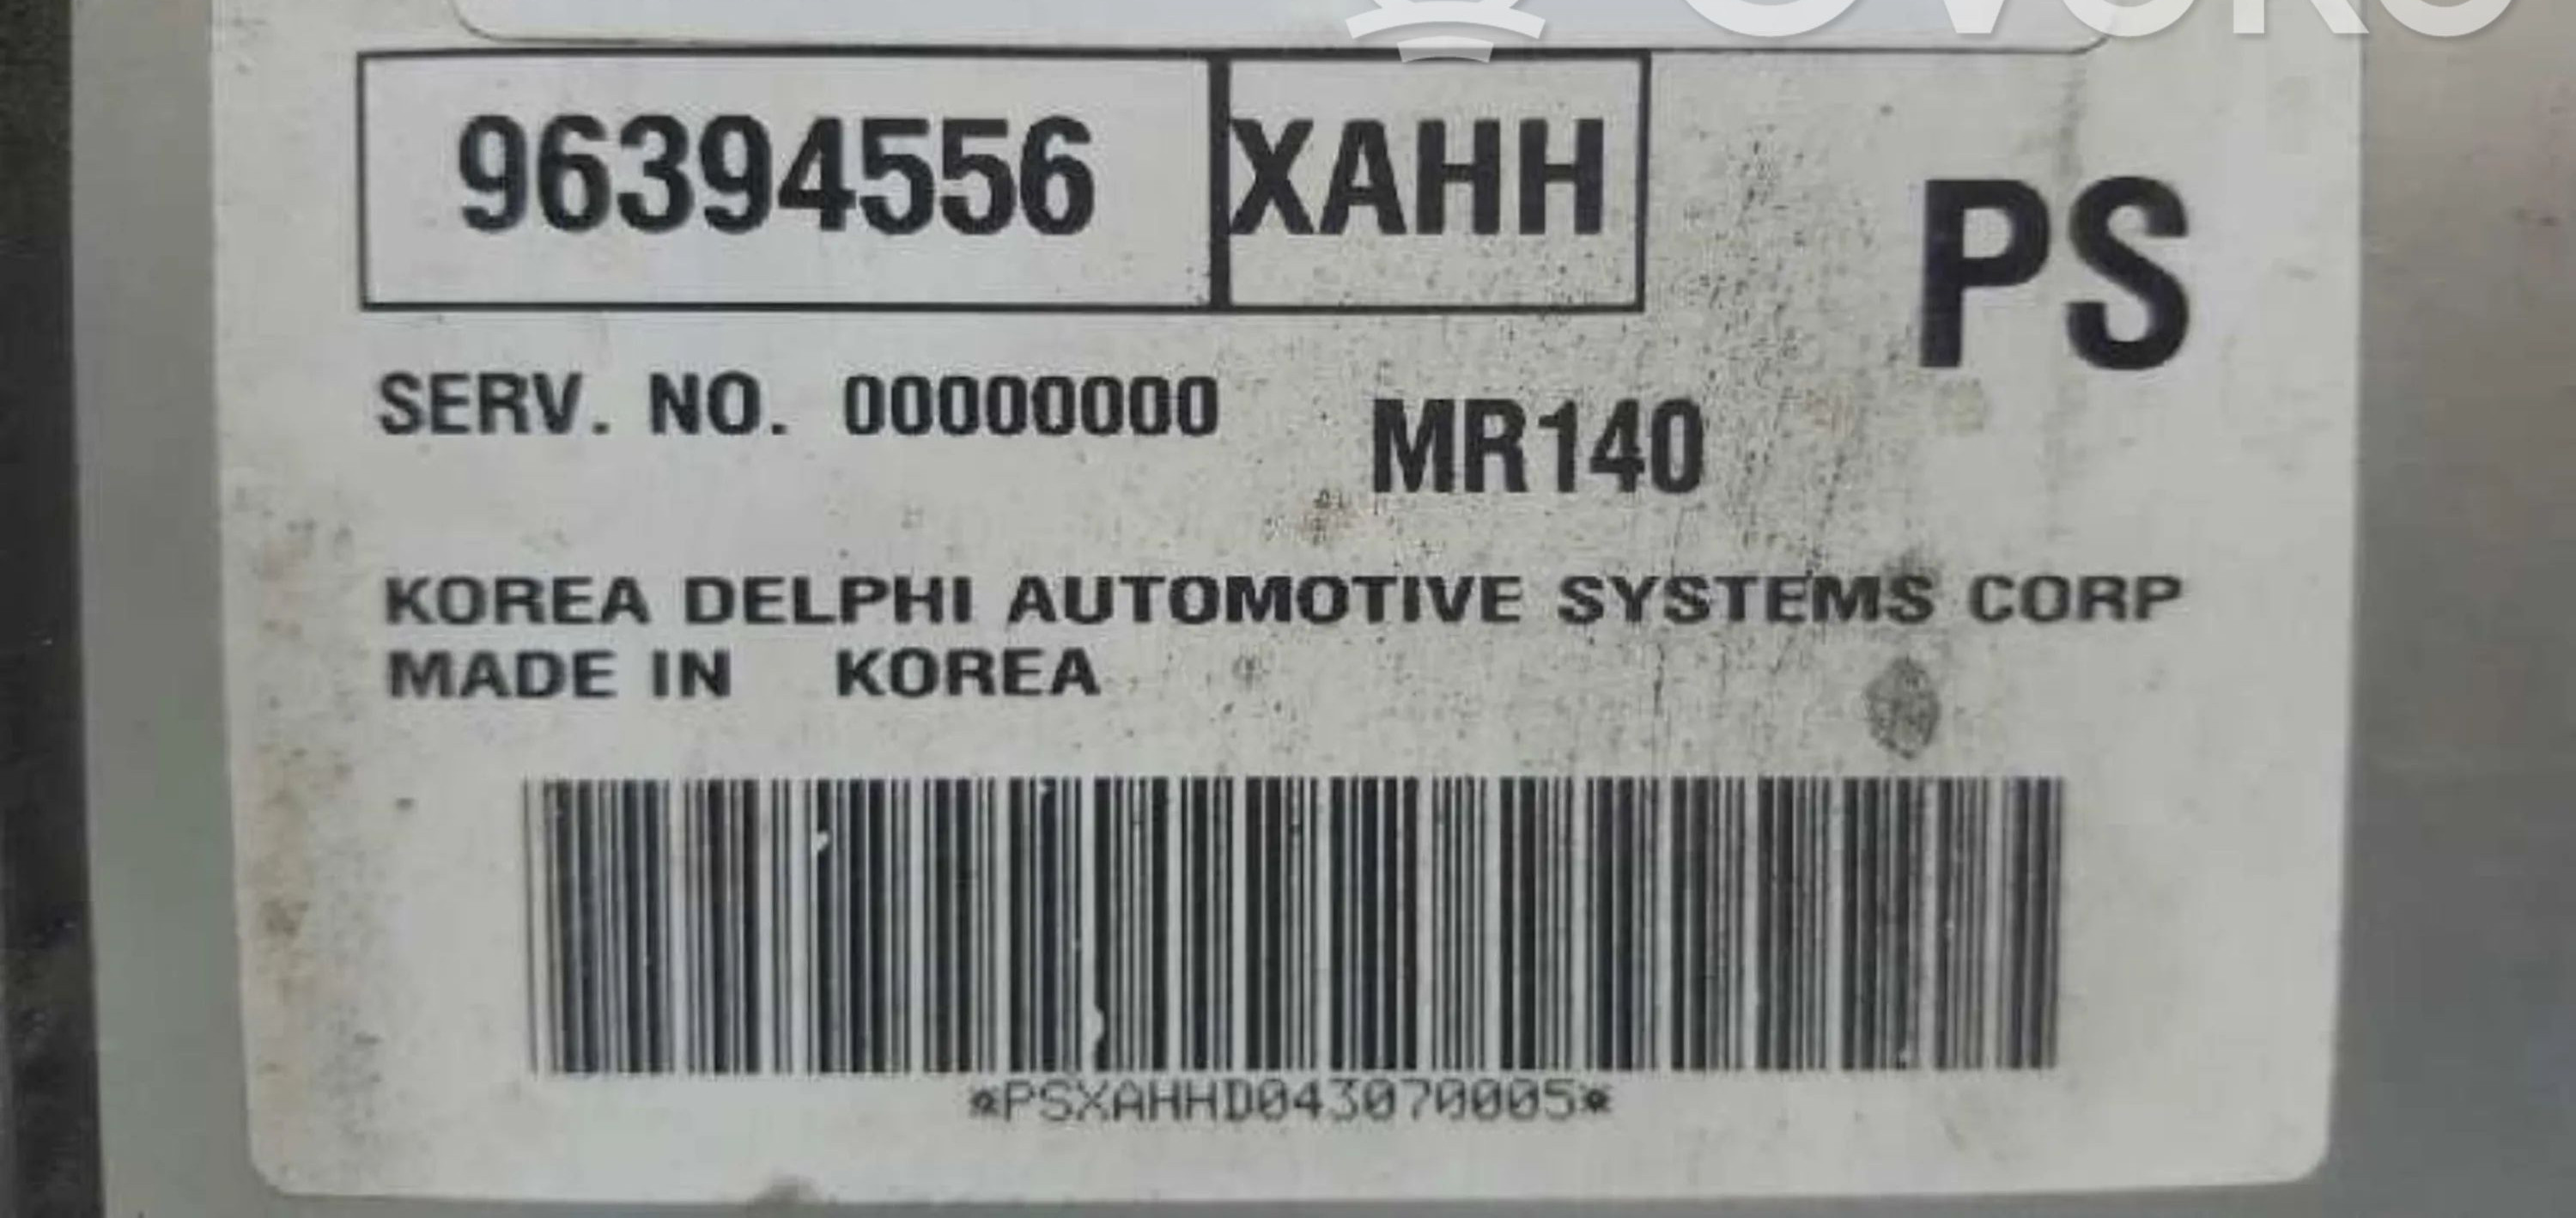 96394556 XAHH
PS
SERV. NO. 00000000
MR140
KOREA DELPHI AUTOMOTIVE SYSTEMS CORP
MADE IN KOREA
*PSXAHHD043070005*